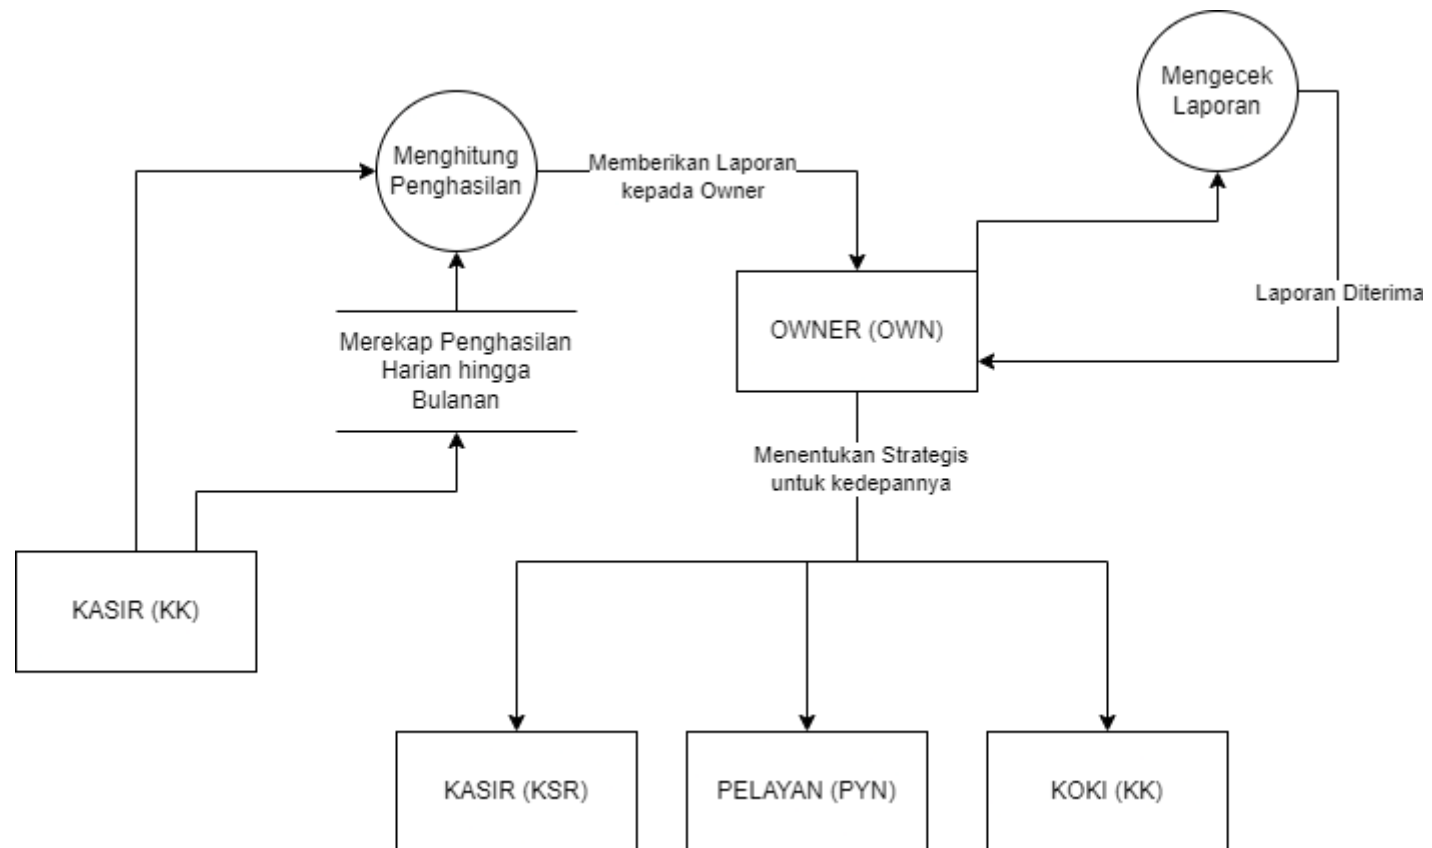 Mengecek
Laporan
Menghitung
Penghasilan
Memberikan Laporan
kepada Owner
Laporan Diterima
OWNER (OWN)
Merekap Penghasilan
Harian hingga
Bulanan
Menentukan Strategis
untuk kedepannya
KASIR (KK)
KASIR (KSR)
PELAYAN (PYN)
KOKI (KK)